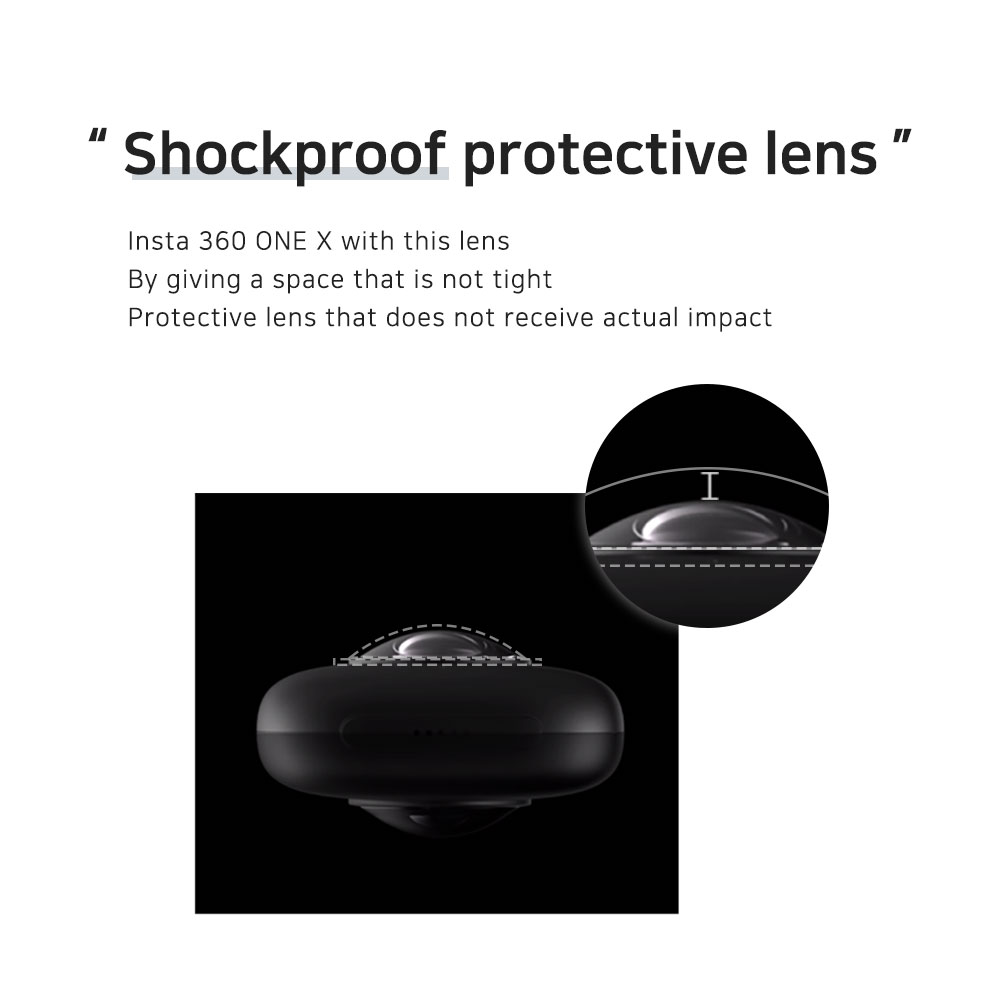 “ Shockproof protective lens ”
Insta 360 ONE X with this lens
By giving a space that is not tight
Protective lens that does not receive actual impact